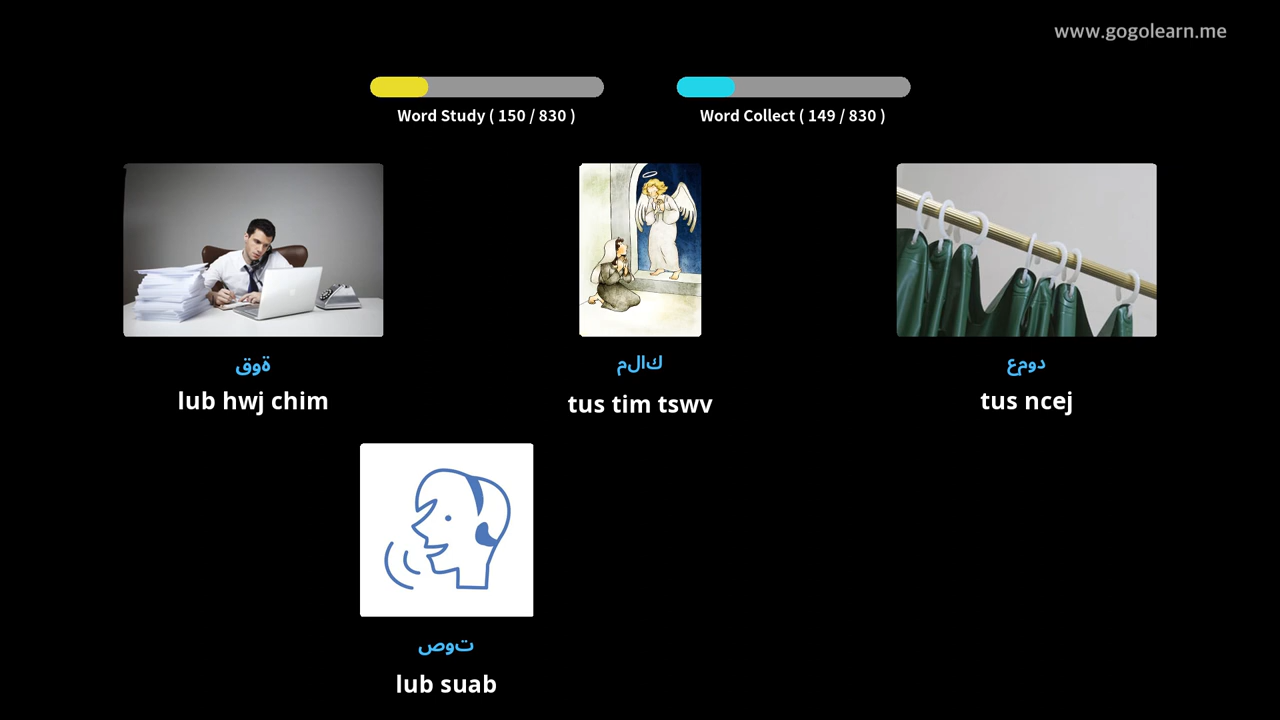 www.gogolearn.me
Word Study ( 150 / 830 )
Word Collect ( 149 / 830 )
ةوق
lub hwj chim
كالم
tus tim tswv
دومع
tus ncej
توص
lub suab